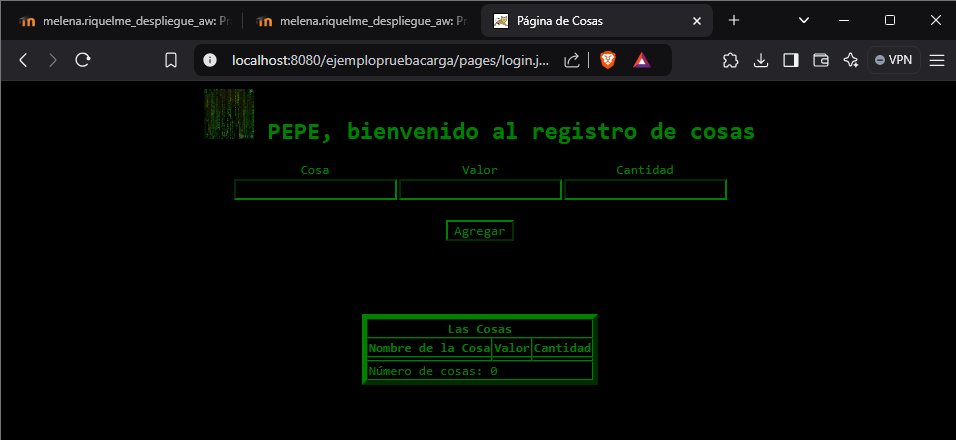 melena.riquelme_despliegue_aw: Pr
melena.riquelme_despliegue_aw: Pr
Página de Cosas
localhost:8080/ejemplopruebacarga/pages/login.j...
VPN
PEPE, bienvenido al registro de cosas
Cosa Valor Cantidad
Agregar
Las Cosas
Nombre de la Cosa Valor Cantidad
Número de cosas: 0